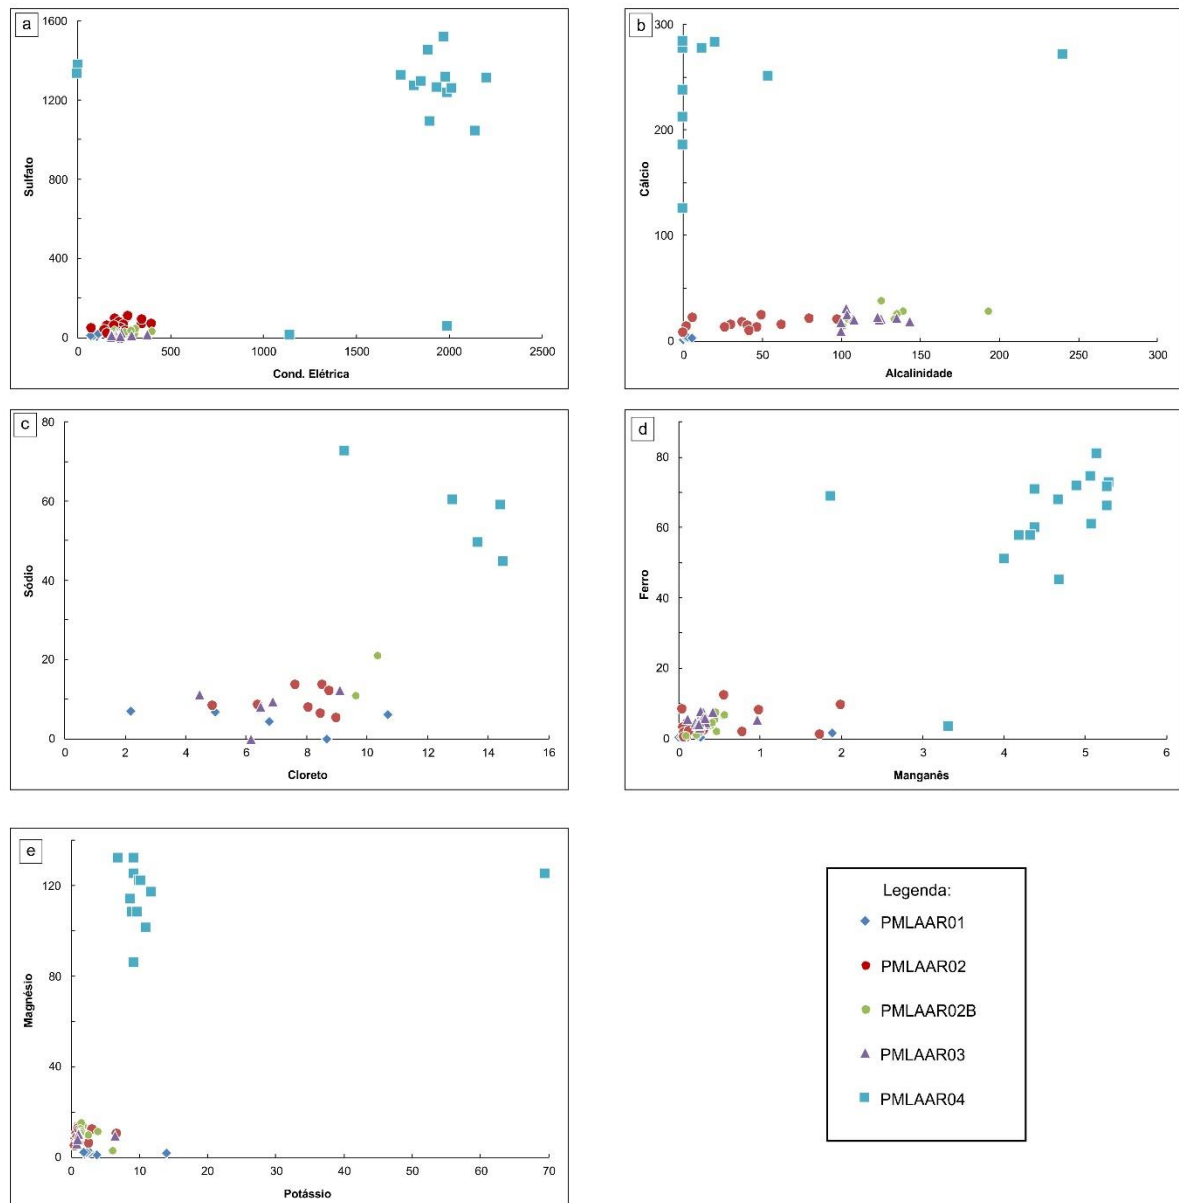 a
1600
1200
800
400
0
Sulfato
0 500 1000 1500 2000 2500
Cond. Elétrica
b
300
200
100
0
Cálcio
0 50 100 150 200 250 300
Alcalinidade
c
80
60
40
20
0
Sódio
0 2 4 6 8 10 12 14 16
Cloreto
d
80
60
40
20
0
Ferro
0 1 2 3 4 5 6
Manganês
e
120
80
40
0
Magnésio
0 10 20 30 40 50 60 70
Potássio
Legenda:
PMLAAR01
PMLAAR02
PMLAAR02B
PMLAAR03
PMLAAR04